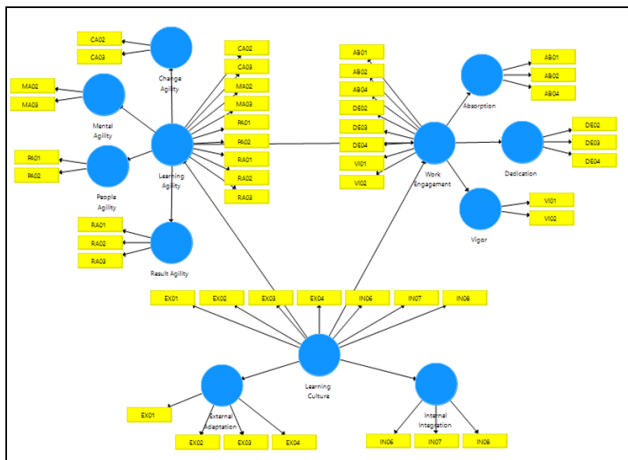 CA02
CA03
Change
Agility
MA02
MA03
Mental
Agility
PA01
PA02
People
Agility
RA01
RA02
RA03
Result Agility
Learning
Agility
CA02
CA03
MA02
MA03
PA01
PA02
RA01
RA02
RA03
AB01
AB02
AB04
DE02
DE03
DE04
VI01
VI02
Work
Engagement
Absorption
AB01
AB02
AB04
Dedication
DE02
DE03
DE04
Vigor
VI01
VI02
EX01
EX02
EX03
EX04
IN06
IN07
IN08
Learning
Culture
External
Adaptation
EX01
EX02
EX03
EX04
Internal
Integration
IN06
IN07
IN08